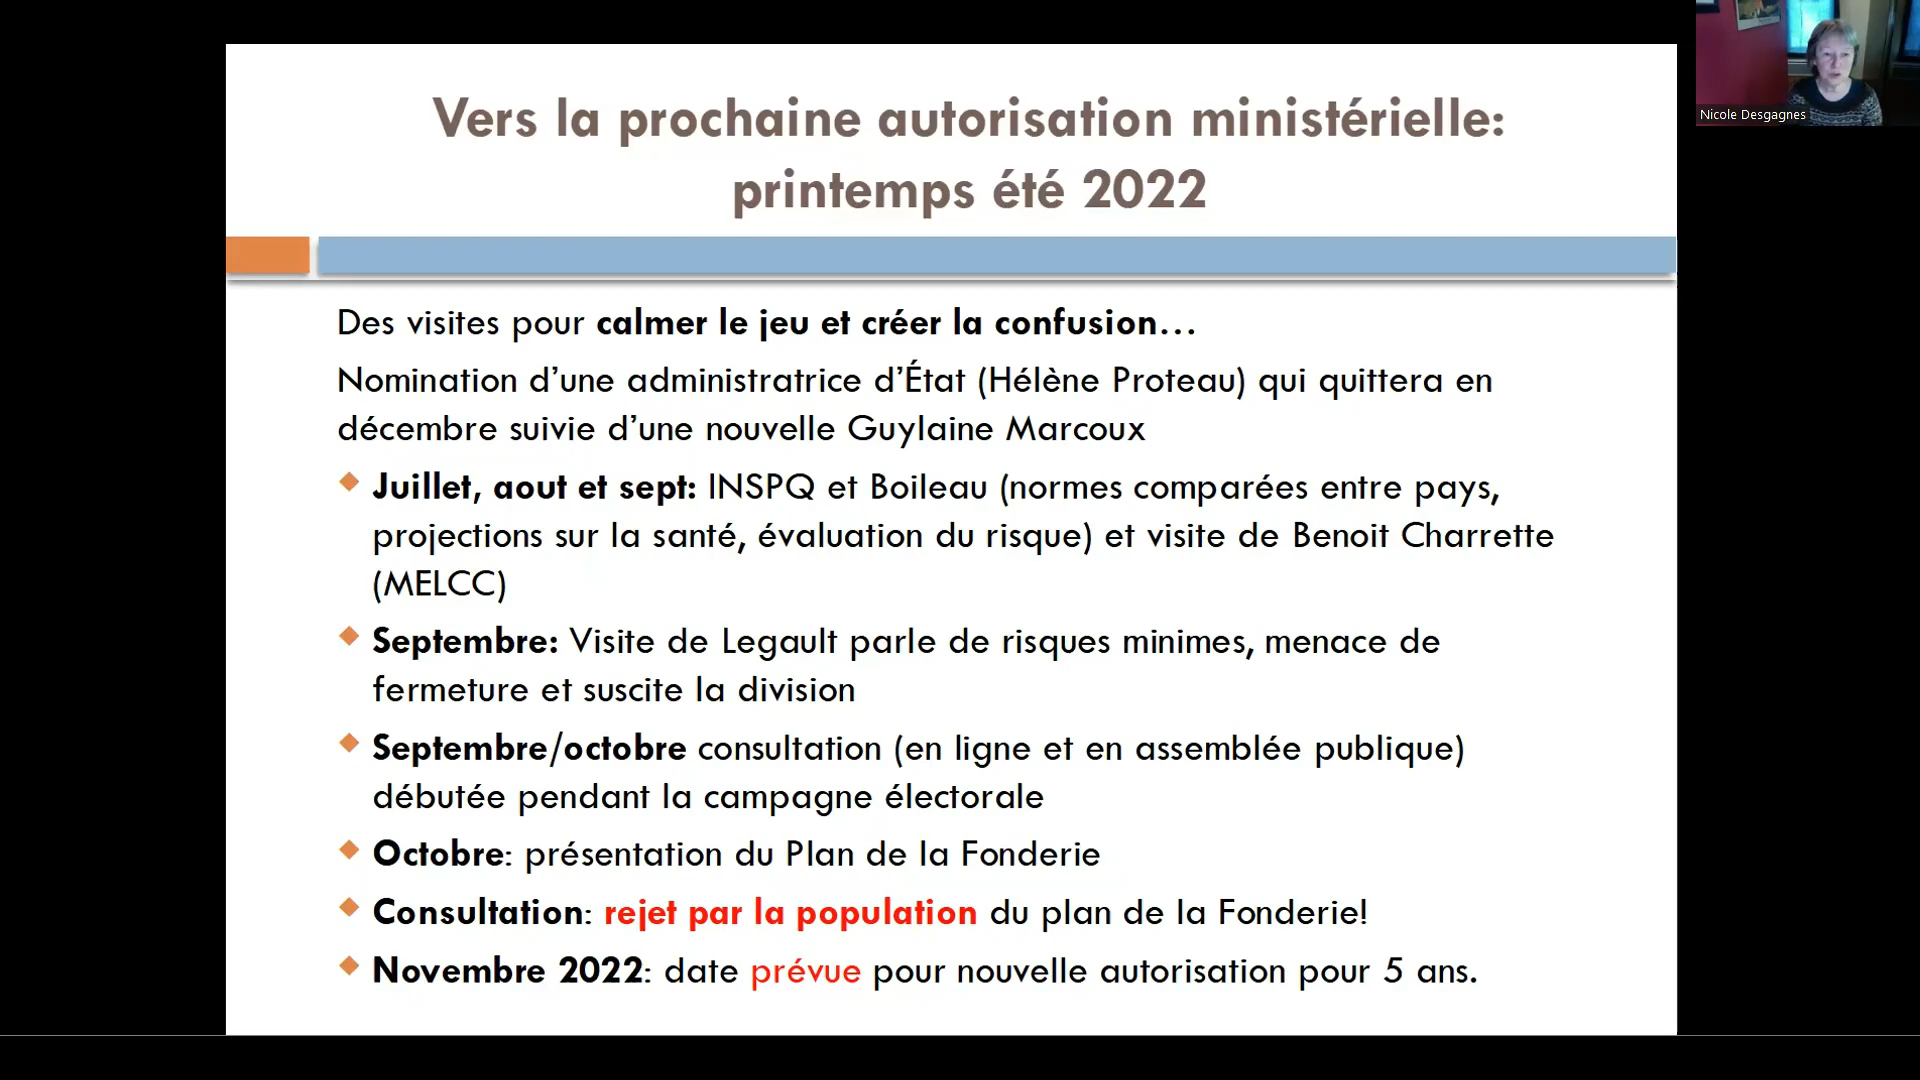 Vers la prochaine autorisation ministérielle:
printemps été 2022
Nicole Desgagnes
Des visites pour calmer le jeu et créer la confusion…
Nomination d’une administratrice d’État (Hélène Proteau) qui quittera en
décembre suivie d’une nouvelle Guylaine Marcoux
Juillet, aout et sept: INSPQ et Boileau (normes comparées entre pays,
projections sur la santé, évaluation du risque) et visite de Benoit Charrette
(MELCC)
Septembre: Visite de Legault parle de risques minimes, menace de
fermeture et suscite la division
Septembre/octobre consultation (en ligne et en assemblée publique)
débutée pendant la campagne électorale
Octobre: présentation du Plan de la Fonderie
Consultation: rejet par la population du plan de la Fonderie!
Novembre 2022: date prévue pour nouvelle autorisation pour 5 ans.